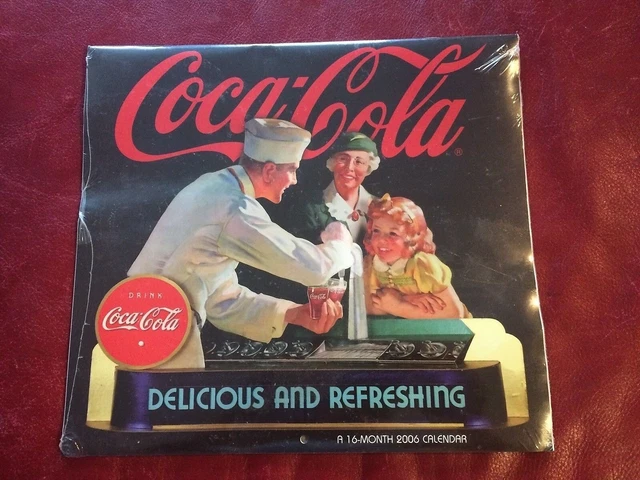 Coca-Cola
®
DRINK
Coca-Cola
DELICIOUS AND REFRESHING
A 16-MONTH 2006 CALENDAR